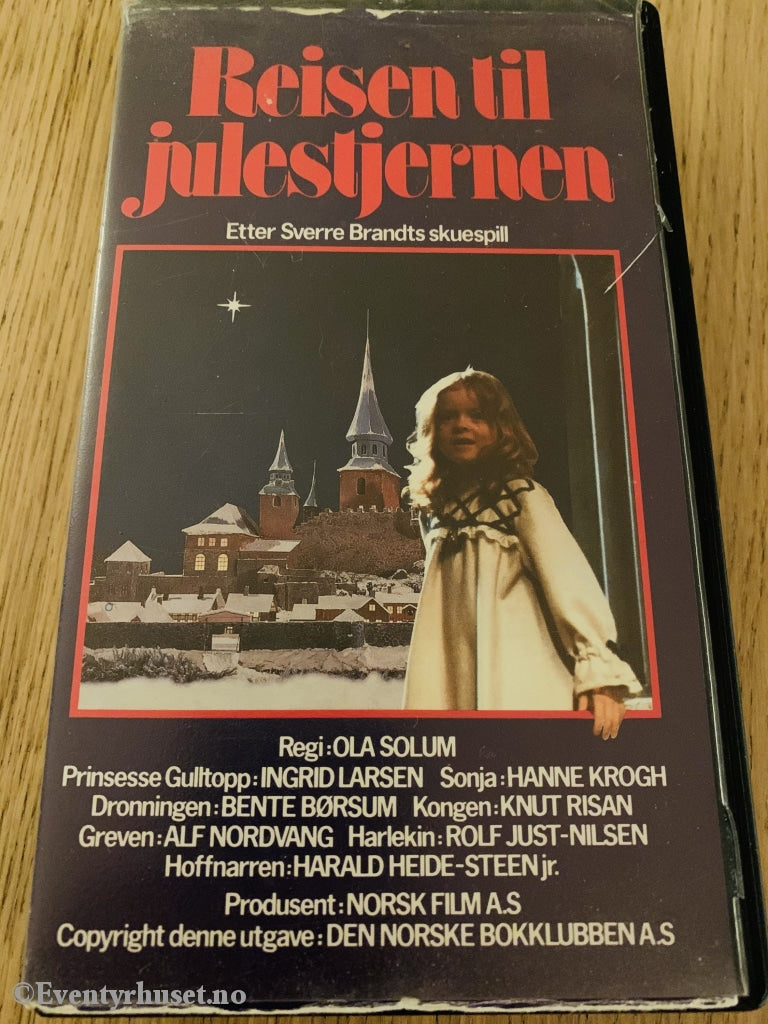 Reisen til
julestjernen
Etter Sverre Brandts skuespill
Regi: OLA SOLUM
Prinsesse Gulltopp: INGRID LARSEN Sonja: HANNE KROGH
Dronningen: BENTE BØRSUM Kongen: KNUT RISAN
Greven: ALF NORDVANG Harlekin: ROLF JUST-NILSEN
Hoffnarren: HARALD HEIDE-STEEN jr.
Produsent: NORSK FILM A.S
Copyright denne utgave: DEN NORSKE BOKKLUBBEN A.S
©Eventyrhuset.no